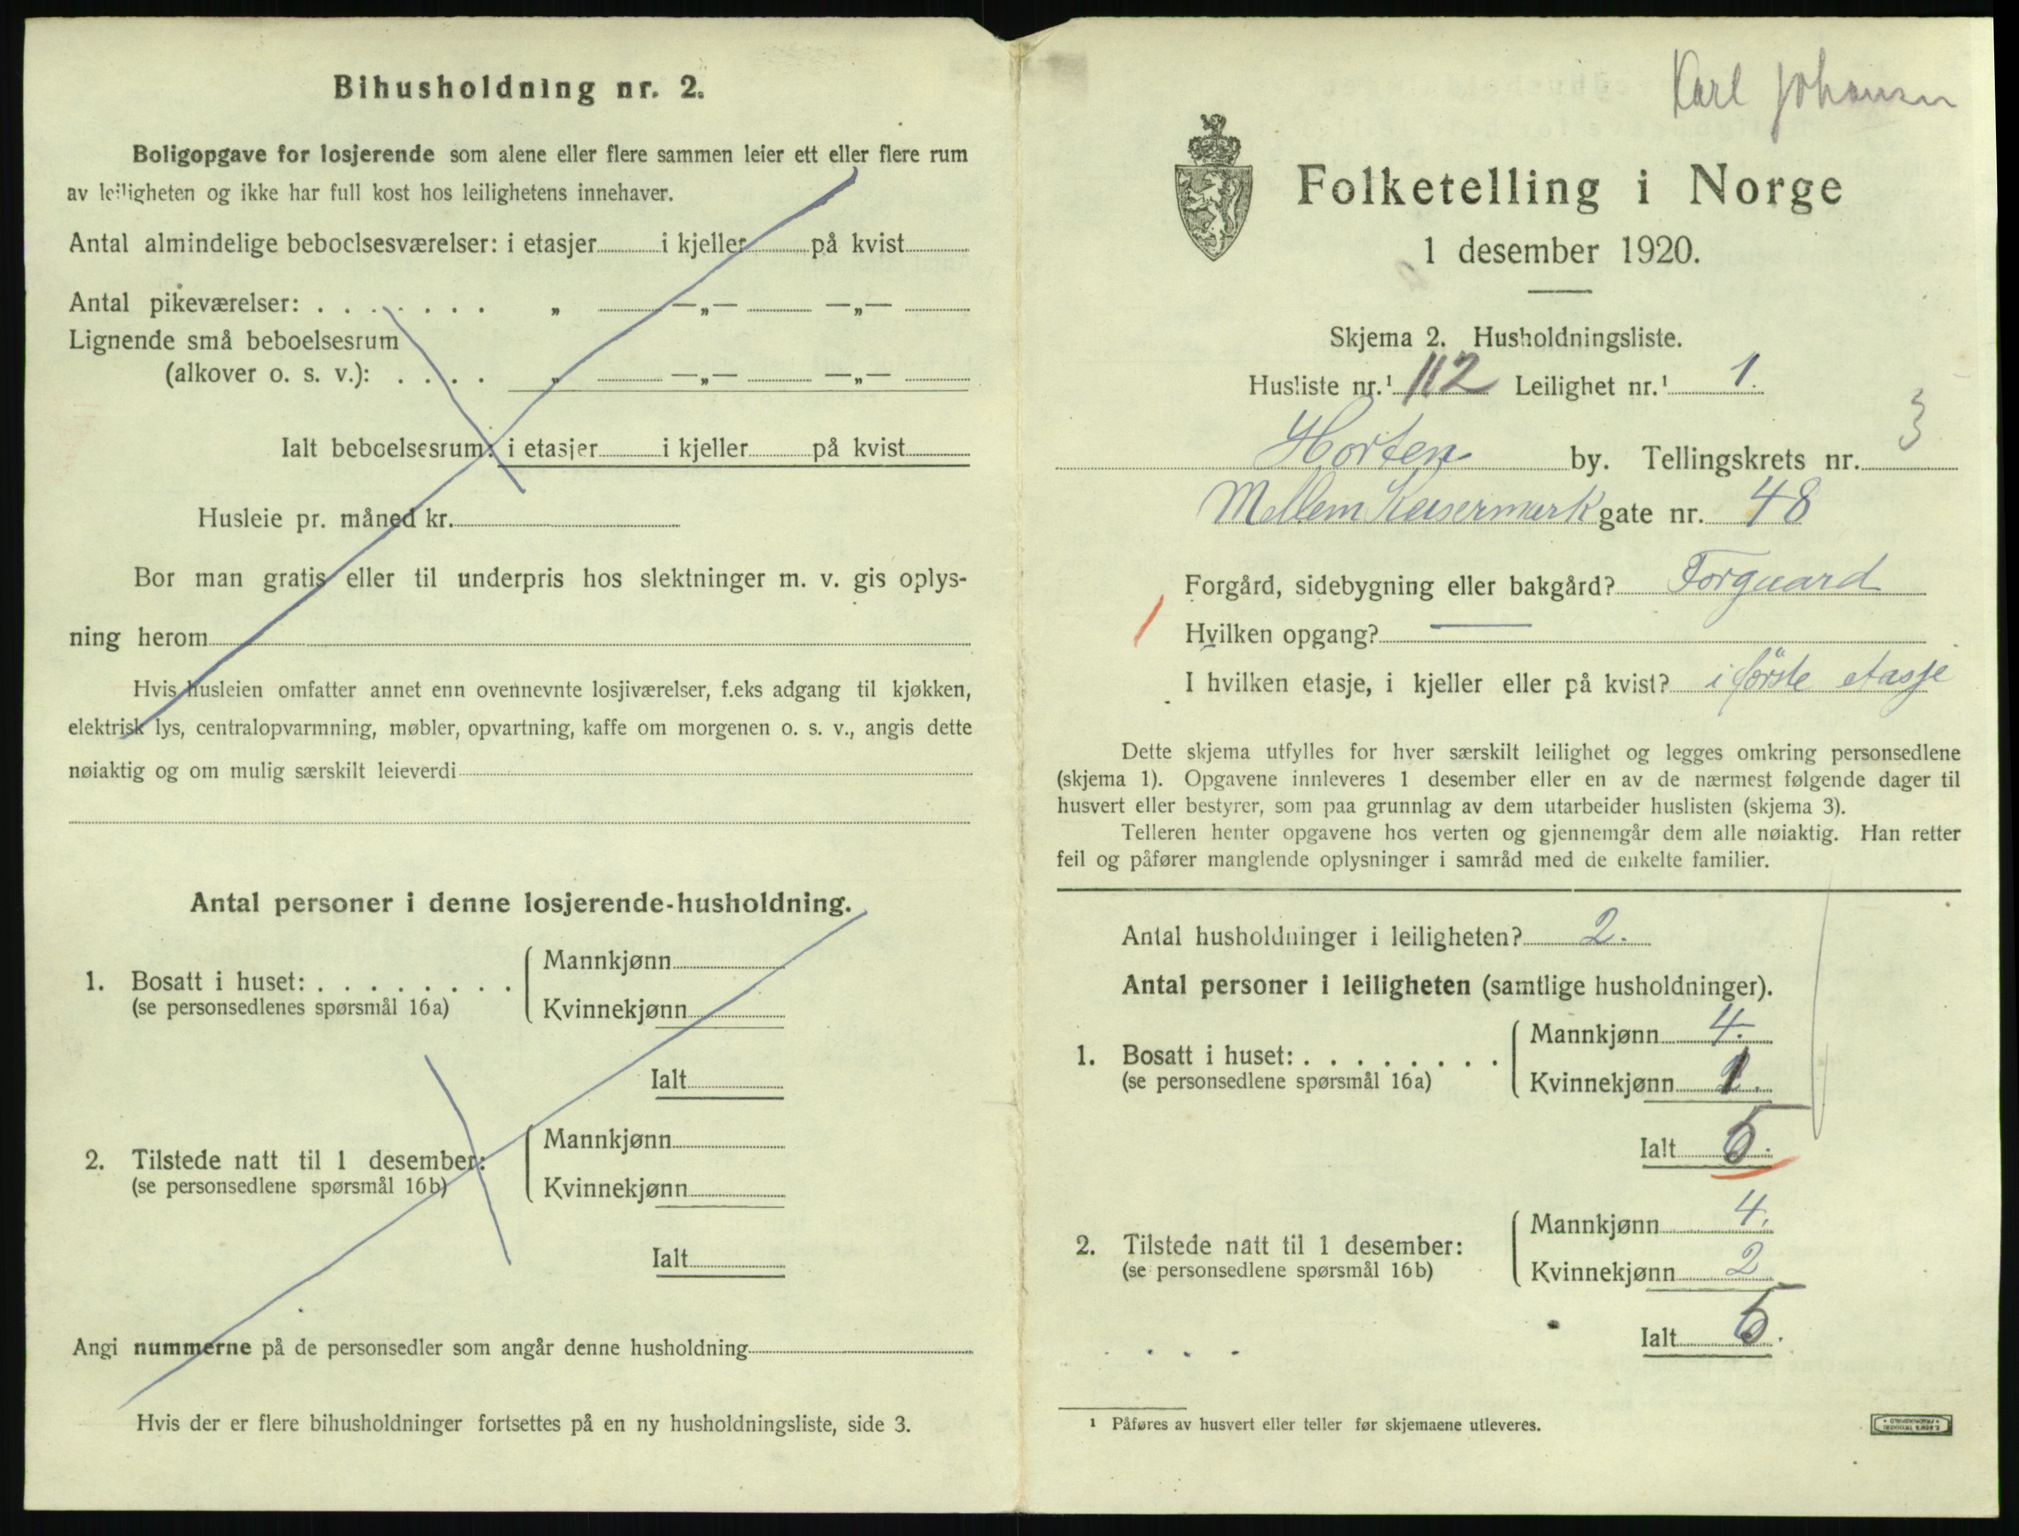 Bihusholdning nr. 2.
Boligopgave for losjerende som alene eller flere sammen leier ett eller flere rum
av leiligheten og ikke har full kost hos leilighetens innehaver.
Antal almindelige beboelsesværelser: i etasjer i kjeller på kvist
Antal pikeværelser: . . . . . . . „ —„— —„—
Lignende små beboelsesrum
(alkover o. s. v.): . . . . „ —„— —„—
Ialt beboelsesrum: i etasjer i kjeller på kvist
Husleie pr. måned kr.
Bor man gratis eller til underpris hos slektninger m. v. gis oplys-
ning herom
Hvis husleien omfatter annet enn ovennevnte losjiværelser, f.eks adgang til kjøkken,
elektrisk lys, centralopvarmning, møbler, opvartning, kaffe om morgenen o. s. v., angis dette
nøiaktig og om mulig særskilt leieverdi
Antal personer i denne losjerende-husholdning.
1. Bosatt i huset: . . . . . . . .
(se personsedlenes spørsmål 16a)
Mannkjønn
Kvinnekjønn
Ialt
2. Tilstede natt til 1 desember:
(se personsedlene spørsmål 16b)
Mannkjønn
Kvinnekjønn
Ialt
Angi nummerne på de personsedler som angår denne husholdning
Hvis der er flere bihusholdninger fortsettes på en ny husholdningsliste, side 3.
Karl Johansen
Folketelling i Norge
1 desember 1920.
Skjema 2. Husholdningsliste.
Husliste nr.¹ 112 Leilighet nr.¹ 1.
Horten by. Tellingskrets nr. 3
Mellem Keisermark gate nr. 48
Forgård, sidebygning eller bakgård? Forgaard
Hvilken opgang? —
I hvilken etasje, i kjeller eller på kvist? i første etasje
Dette skjema utfylles for hver særskilt leilighet og legges omkring personsedlene
(skjema 1). Opgavene innleveres 1 desember eller en av de nærmest følgende dager til
husvert eller bestyrer, som paa grunnlag av dem utarbeider huslisten (skjema 3).
Telleren henter opgavene hos verten og gjennemgår dem alle nøiaktig. Han retter
feil og påfører manglende oplysninger i samråd med de enkelte familier.
Antal husholdninger i leiligheten? 2.
Antal personer i leiligheten (samtlige husholdninger).
1. Bosatt i huset: . . . . . . . .
(se personsedlene spørsmål 16a)
Mannkjønn 4.
Kvinnekjønn 1.
Ialt 5.
2. Tilstede natt til 1 desember:
(se personsedlene spørsmål 16b)
Mannkjønn 4.
Kvinnekjønn 2
Ialt 5.
¹ Påføres av husvert eller teller før skjemaene utleveres.